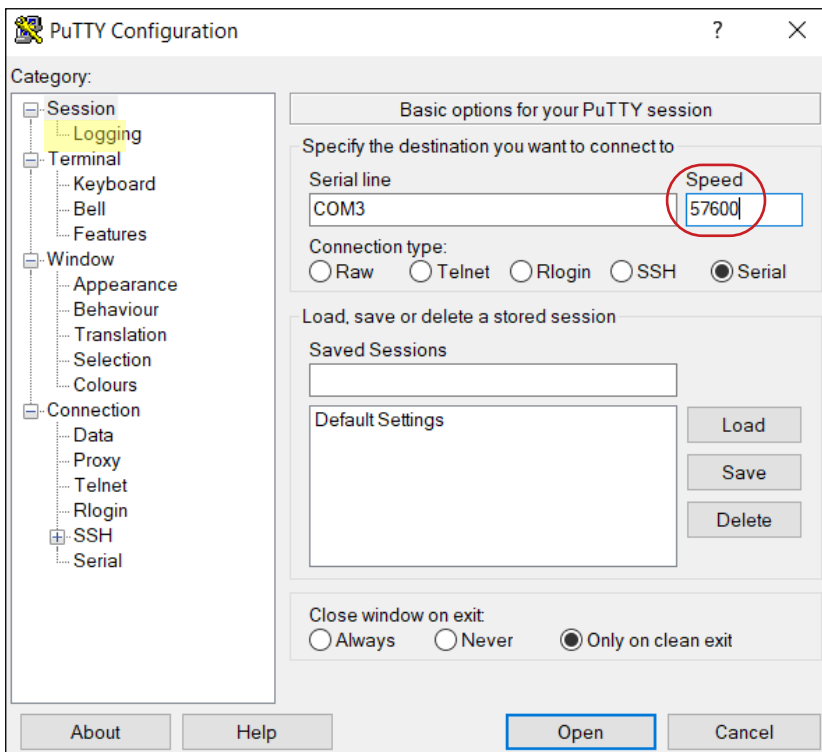 PuTTY Configuration
?
Category:
Session
Logging
Terminal
Keyboard
Bell
Features
Window
Appearance
Behaviour
Translation
Selection
Colours
Connection
Data
Proxy
Telnet
Rlogin
SSH
Serial
Basic options for your PuTTY session
Specify the destination you want to connect to
Serial line Speed
COM3 57600
Connection type:
Raw Telnet Rlogin SSH Serial
Load, save or delete a stored session
Saved Sessions
Default Settings
Load
Save
Delete
Close window on exit:
Always Never Only on clean exit
About Help Open Cancel